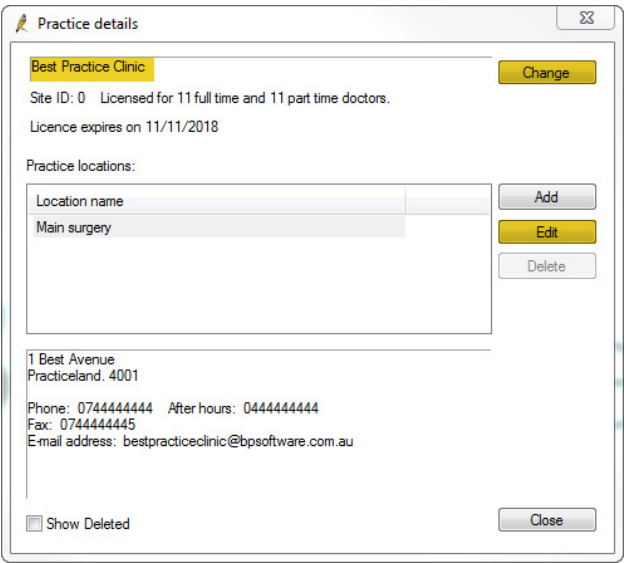 Practice details
Best Practice Clinic
Change
Site ID: 0 Licensed for 11 full time and 11 part time doctors.
Licence expires on 11/11/2018
Practice locations:
Location name
Add
Main surgery
Edit
Delete
1 Best Avenue
Practiceland. 4001
Phone: 0744444444 After hours: 0444444444
Fax: 0744444445
E-mail address: bestpracticeclinic@bpsoftware.com.au
Show Deleted
Close